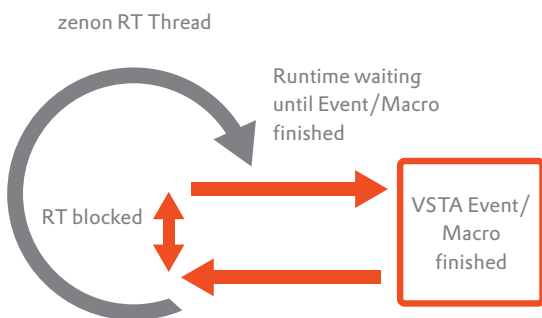 zenon RT Thread
Runtime waiting
until Event/Macro
finished
RT blocked
VSTA Event/
Macro
finished